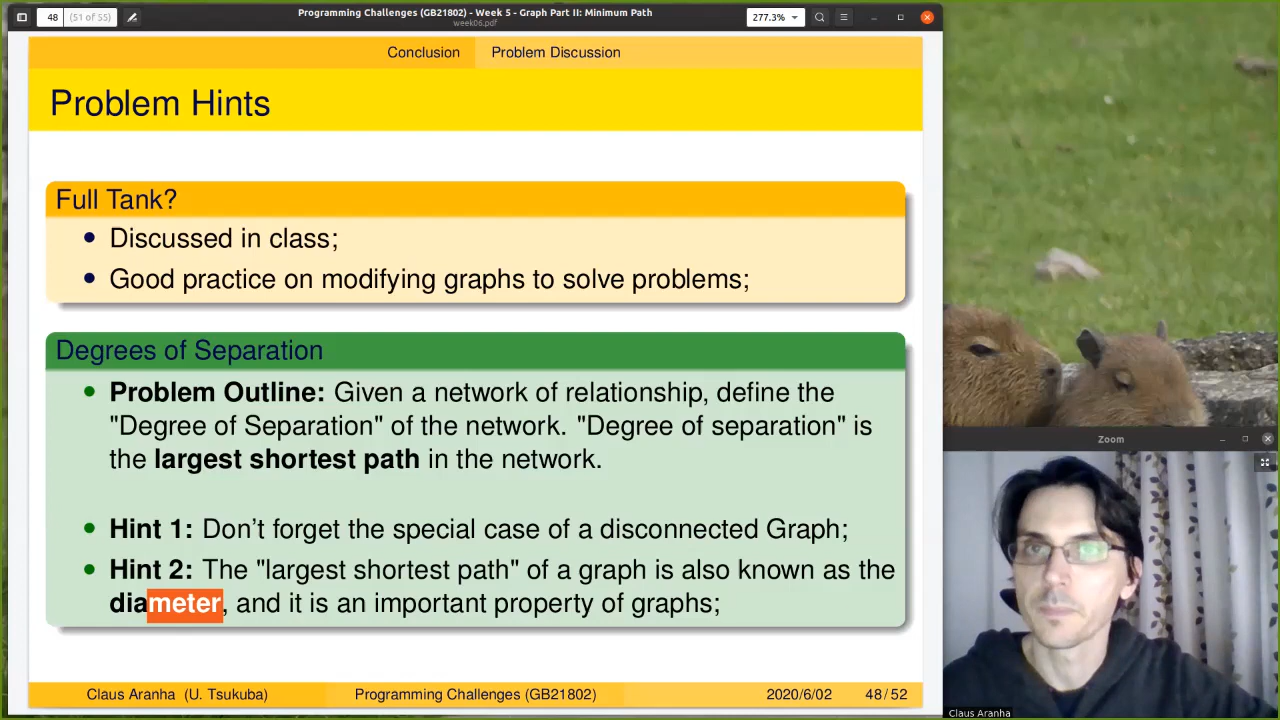 48
(51 of 55)
Programming Challenges (GB21802) - Week 5 - Graph Part II: Minimum Path
week06.pdf
277.3%
Conclusion
Problem Discussion
Problem Hints
Full Tank?
Discussed in class;
Good practice on modifying graphs to solve problems;
Degrees of Separation
Problem Outline: Given a network of relationship, define the
"Degree of Separation" of the network. "Degree of separation" is
the largest shortest path in the network.
Hint 1: Don't forget the special case of a disconnected Graph;
Hint 2: The "largest shortest path" of a graph is also known as the
diameter, and it is an important property of graphs;
Claus Aranha (U. Tsukuba)
Programming Challenges (GB21802)
2020/6/02
48/52
Zoom
Claus Aranha